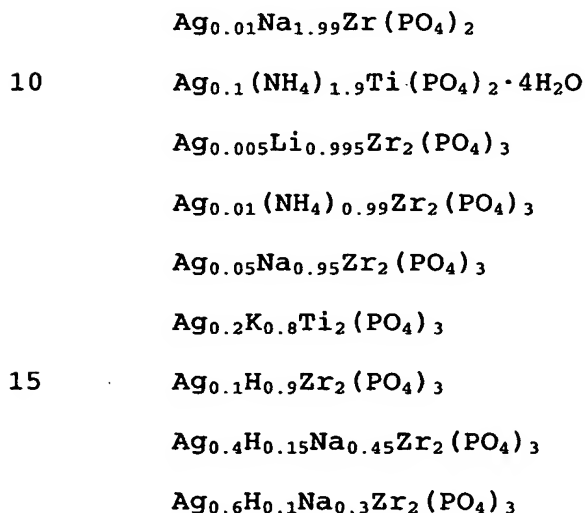 Ag₀.₀₁Na₁.₉₉Zr(PO₄)₂
10 Ag₀.₁(NH₄)₁.₉Ti(PO₄)₂·4H₂O
Ag₀.₀₀₅Li₀.₉₉₅Zr₂(PO₄)₃
Ag₀.₀₁(NH₄)₀.₉₉Zr₂(PO₄)₃
Ag₀.₀₅Na₀.₉₅Zr₂(PO₄)₃
Ag₀.₂K₀.₈Ti₂(PO₄)₃
15 Ag₀.₁H₀.₉Zr₂(PO₄)₃
Ag₀.₄H₀.₁₅Na₀.₄₅Zr₂(PO₄)₃
Ag₀.₆H₀.₁Na₀.₃Zr₂(PO₄)₃